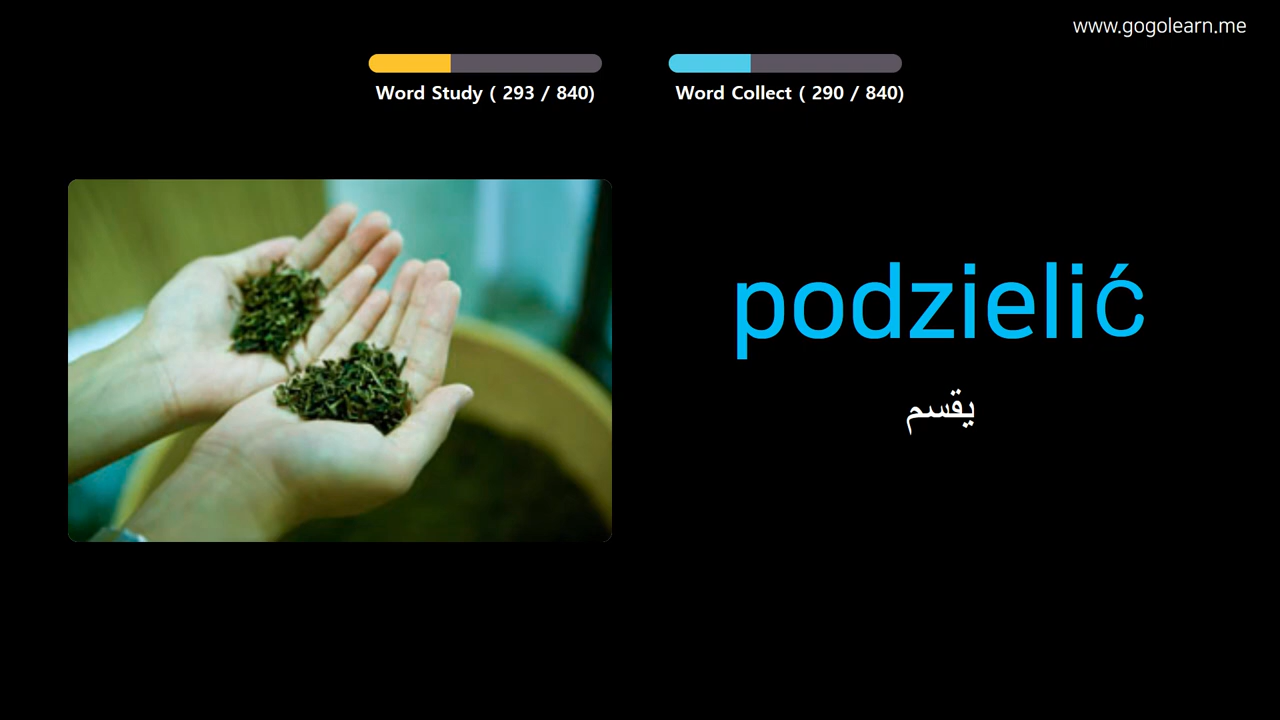 www.gogolearn.me
Word Study ( 293 / 840)
Word Collect ( 290 / 840)
podzielić
يقسم